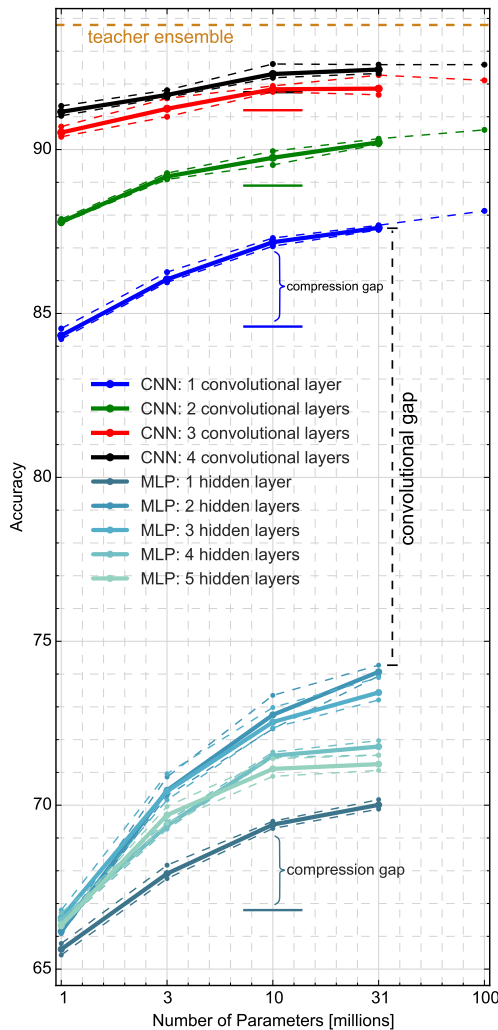 teacher ensemble
90
85
80
75
70
65
Accuracy
compression gap
convolutional gap
CNN: 1 convolutional layer
CNN: 2 convolutional layers
CNN: 3 convolutional layers
CNN: 4 convolutional layers
MLP: 1 hidden layer
MLP: 2 hidden layers
MLP: 3 hidden layers
MLP: 4 hidden layers
MLP: 5 hidden layers
compression gap
1 3 10 31 100
Number of Parameters [millions]